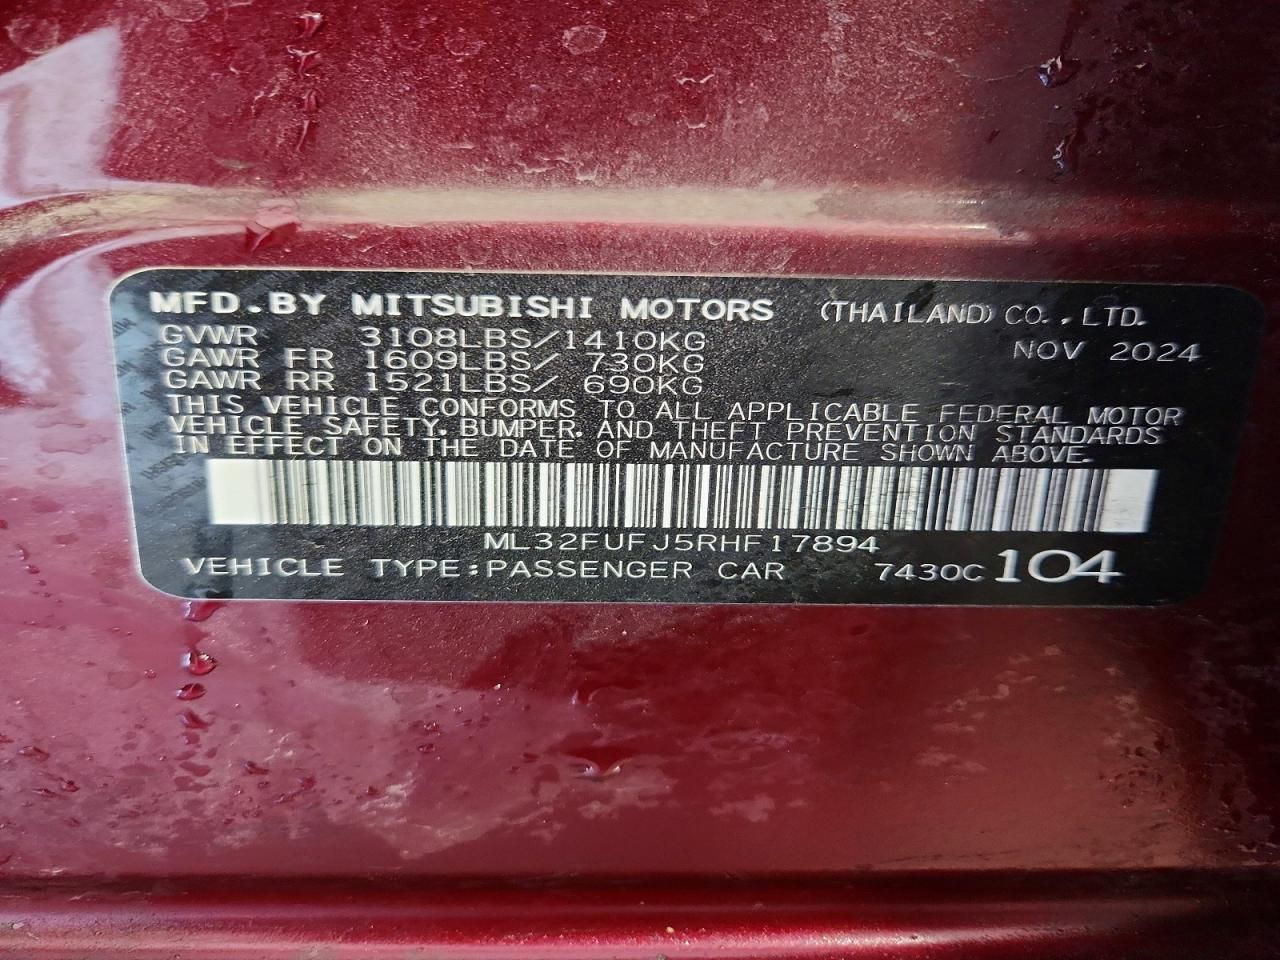 MFD.BY MITSUBISHI MOTORS (THAILAND) CO.,LTD.
GVWR 3108LBS/1410KG NOV 2024
GAWR FR 1609LBS/ 730KG
GAWR RR 1521LBS/ 690KG
THIS VEHICLE CONFORMS TO ALL APPLICABLE FEDERAL MOTOR
VEHICLE SAFETY, BUMPER, AND THEFT PREVENTION STANDARDS
IN EFFECT ON THE DATE OF MANUFACTURE SHOWN ABOVE.
ML32FUFJ5RHF17894
VEHICLE TYPE:PASSENGER CAR 7430C 104